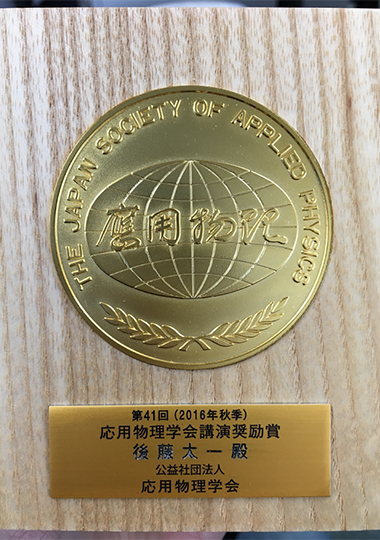 THE JAPAN SOCIETY OF APPLIED PHYSICS
應用物理
第41回(2016年秋季)
応用物理学会講演奨励賞
後藤太一殿
公益社団法人
応用物理学会